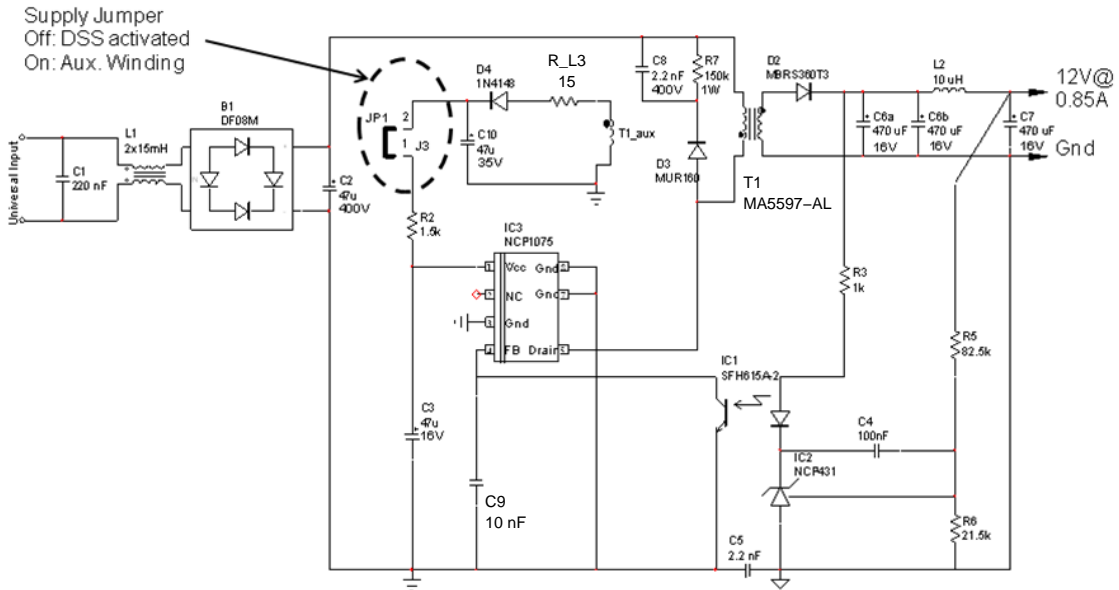 Supply Jumper
Off: DSS activated
On: Aux. Winding
B1
DF08M
L1
2x15mH
C1
220 nF
Universal Input
C2
47u
400V
JP1
2
1
J3
D4
1N4148
R_L3
15
C10
47u
35V
T1_aux
C8
2.2 nF
400V
R7
150k
1W
D3
MUR160
T1
MA5597-AL
D2
MBRS360T3
L2
10 uH
12V@
0.85A
C6a
470 uF
16V
C6b
470 uF
16V
C7
470 uF
16V
Gnd
R2
1.5k
IC3
NCP1075
Vcc
Gnd
NC
Gnd
Gnd
FB
Drain
R3
1k
R5
82.5k
IC1
SFH615A-2
C4
100nF
IC2
NCP431
C3
47u
16V
C9
10 nF
C5
2.2 nF
R6
21.5k